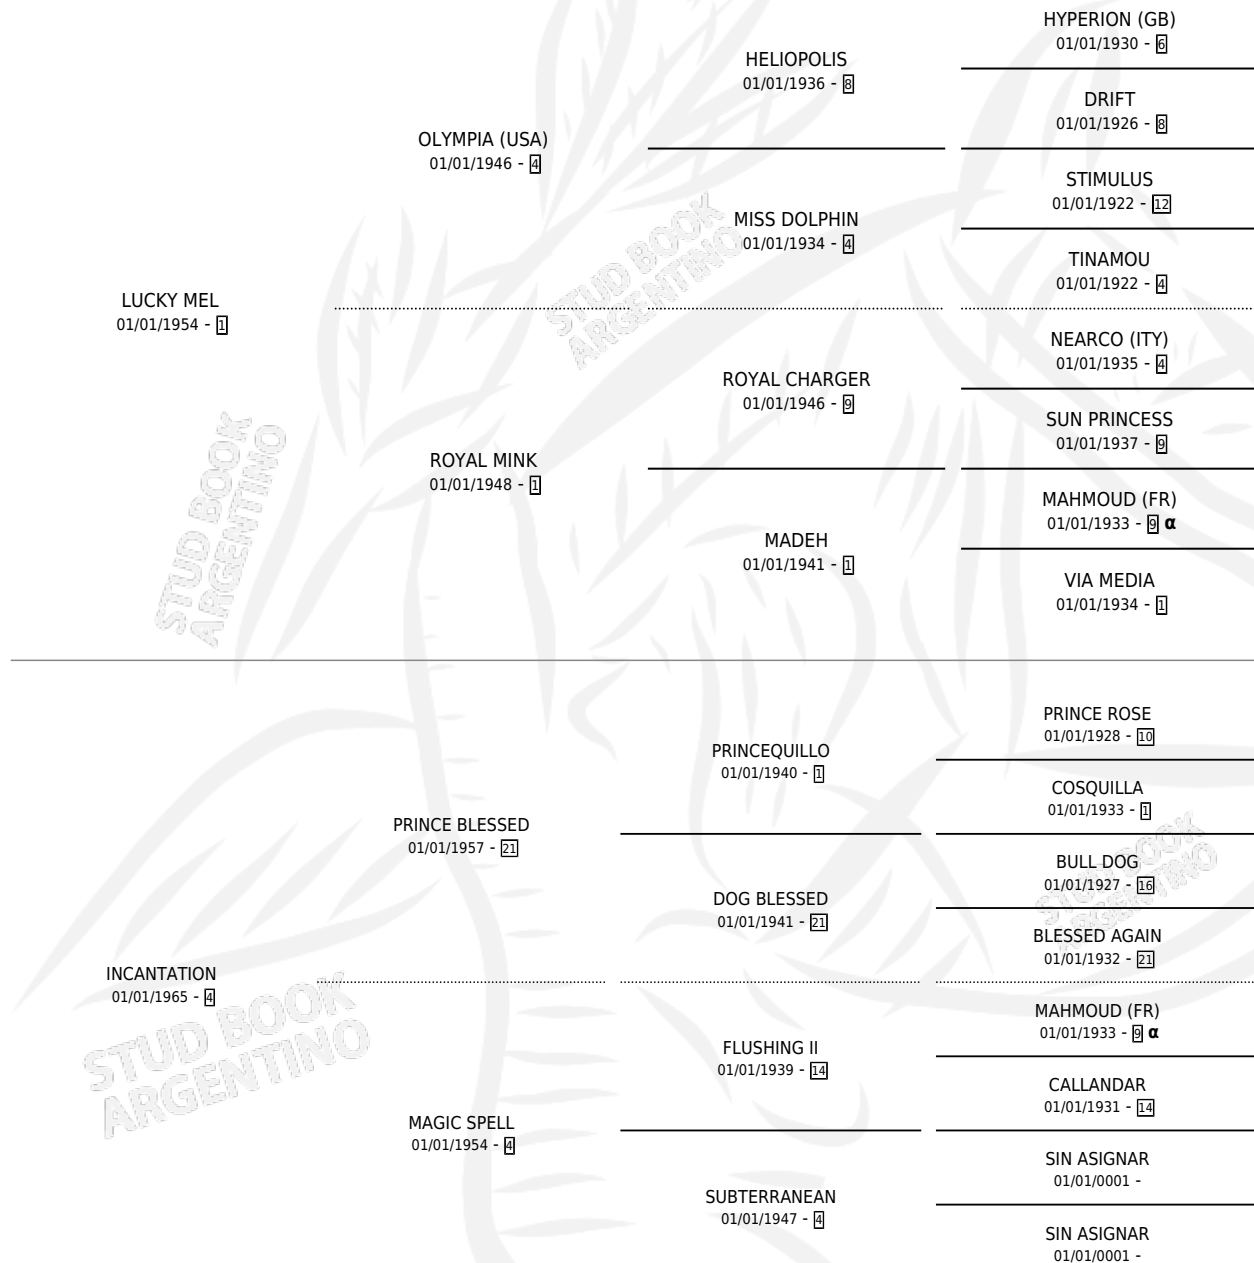 HYPERION (GB)
01/01/1930 - 6
HELIOPOLIS
01/01/1936 - 8
DRIFT
01/01/1926 - 8
OLYMPIA (USA)
01/01/1946 - 4
STIMULUS
01/01/1922 - 12
MISS DOLPHIN
01/01/1934 - 4
TINAMOU
01/01/1922 - 4
LUCKY MEL
01/01/1954 - 1
NEARCO (ITY)
01/01/1935 - 4
ROYAL CHARGER
01/01/1946 - 9
SUN PRINCESS
01/01/1937 - 9
ROYAL MINK
01/01/1948 - 1
MAHMOUD (FR)
01/01/1933 - 9 α
MADEH
01/01/1941 - 1
VIA MEDIA
01/01/1934 - 1
PRINCE ROSE
01/01/1928 - 10
PRINCEQUILLO
01/01/1940 - 1
COSQUILLA
01/01/1933 - 1
PRINCE BLESSED
01/01/1957 - 21
BULL DOG
01/01/1927 - 16
DOG BLESSED
01/01/1941 - 21
BLESSED AGAIN
01/01/1932 - 21
INCANTATION
01/01/1965 - 4
MAHMOUD (FR)
01/01/1933 - 9 α
FLUSHING II
01/01/1939 - 14
CALLANDAR
01/01/1931 - 14
MAGIC SPELL
01/01/1954 - 4
SIN ASIGNAR
01/01/0001 -
SUBTERRANEAN
01/01/1947 - 4
SIN ASIGNAR
01/01/0001 -
STUD BOOK
ARGENTINO
STUD BOOK
ARGENTINO
STUD BOOK
ARGENTINO
STUD BOOK
ARGENTINO